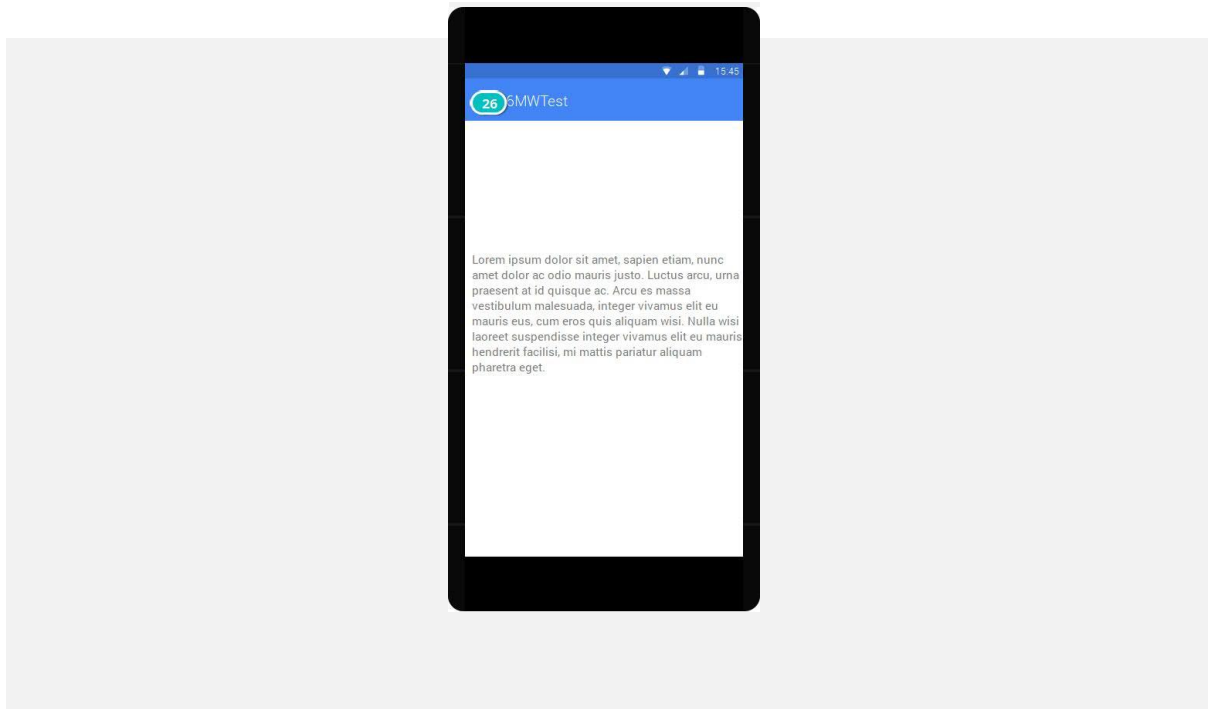 15:45
26 6MWTest
Lorem ipsum dolor sit amet, sapien etiam, nunc
amet dolor ac odio mauris justo. Luctus arcu, urna
praesent at id quisque ac. Arcu es massa
vestibulum malesuada, integer vivamus elit eu
mauris eus, cum eros quis aliquam wisi. Nulla wisi
laoreet suspendisse integer vivamus elit eu mauris
hendrerit facilisi, mi mattis pariatur aliquam
pharetra eget.